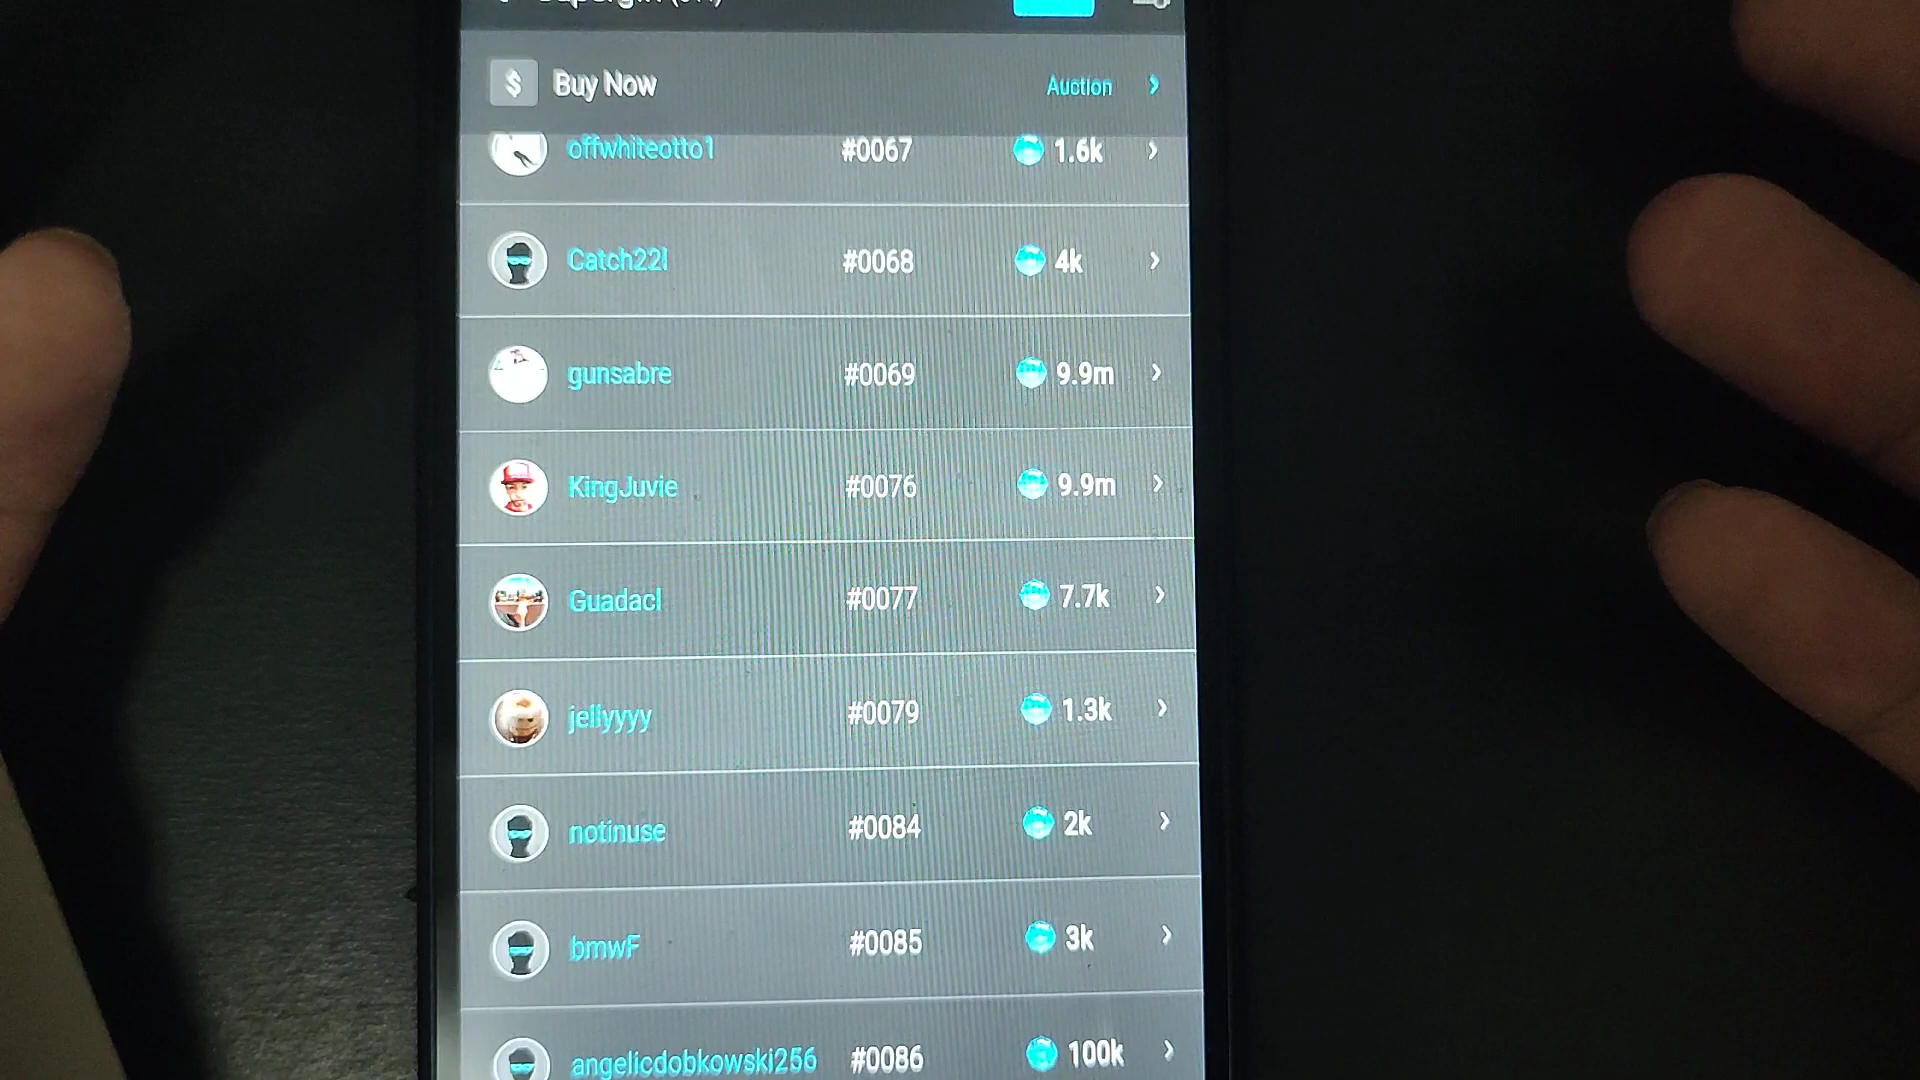 $ Buy Now Auction >
offwhiteotto1 #0067 1.6k >
Catch22l #0068 4k >
gunsabre #0069 9.9m >
KingJuvie #0076 9.9m >
Guadacl #0077 7.7k >
jellyyyy #0079 1.3k >
notinuse #0084 2k >
bmwF #0085 3k >
angelicdobkowski256 #0086 100k >